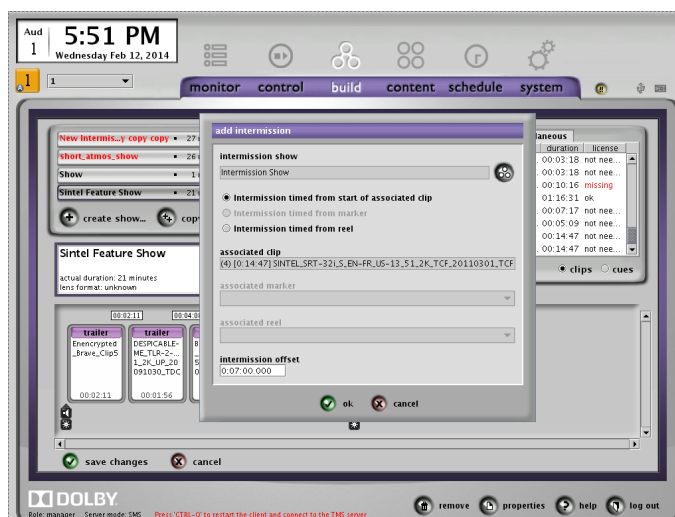 Aud
1
5:51 PM
Wednesday Feb 12, 2014
1
1
monitor control build content schedule system
New Intermis...y copy copy ▪ 27
short_atmos_show ▪ 26
Show ▪ 1
Sintel Feature Show ▪ 21
create show... copy
Sintel Feature Show
actual duration: 21 minutes
lens format: unknown
00:02:11 00:04:0
trailer
Enencrypted
_Brave_Clip5
00:02:11
trailer
DESPICABLE-
ME_TLR-2-...
1_2K_UP_20
091030_TDC
00:01:56
add intermission
intermission show
Intermission Show
Intermission timed from start of associated clip
Intermission timed from marker
Intermission timed from reel
associated clip
(4) [0:14:47] SINTEL_SRT-32i_S_EN-FR_US-13_51_2K_TCF_20110301_TCF
associated marker
associated reel
intermission offset
0:07:00.000
ok cancel
laneous
duration license
00:03:18 not nee...
00:03:18 not nee...
00:10:16 missing
01:16:31 ok
00:07:17 not nee...
00:05:09 not nee...
00:14:47 not nee...
00:14:47 not nee...
clips cues
save changes cancel
DOLBY
remove properties help log out
Role: manager Server mode: SMS Press 'CTRL-Q' to restart the client and connect to the TMS server